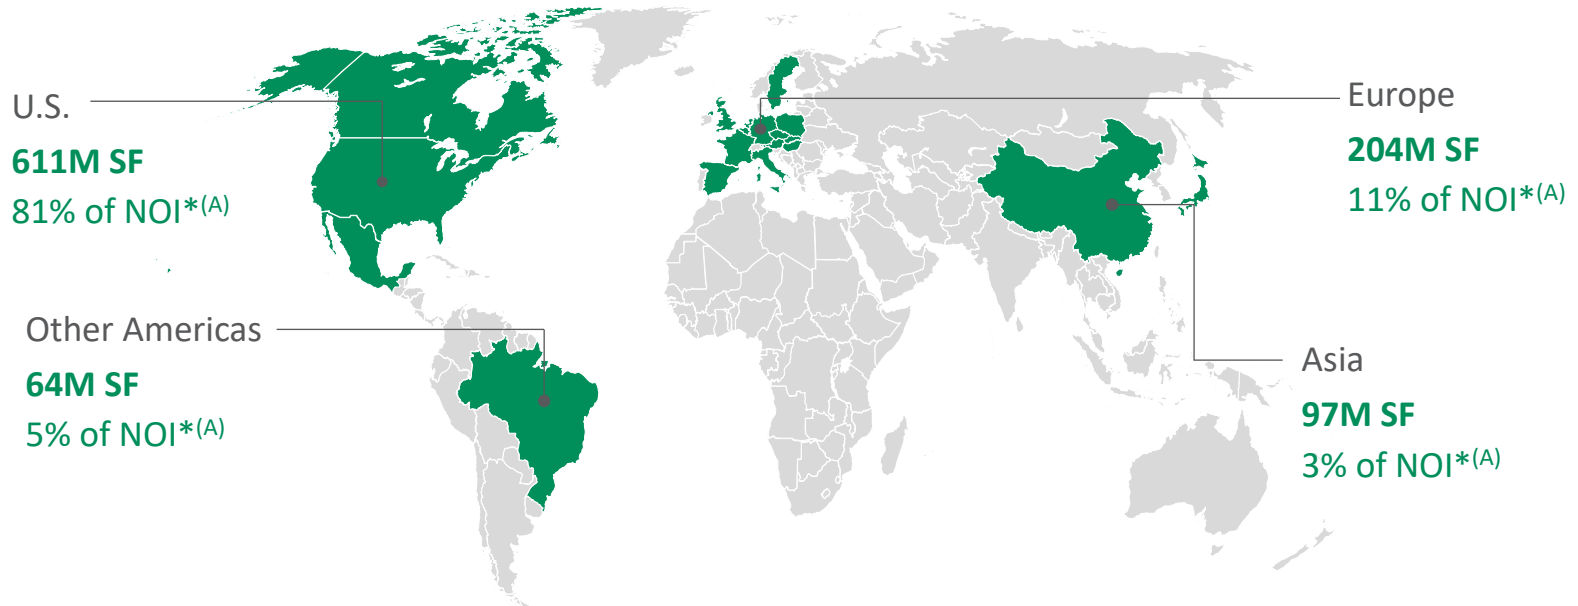 U.S.
611M SF
81% of NOI*(A)
Other Americas
64M SF
5% of NOI*(A)
Europe
204M SF
11% of NOI*(A)
Asia
97M SF
3% of NOI*(A)